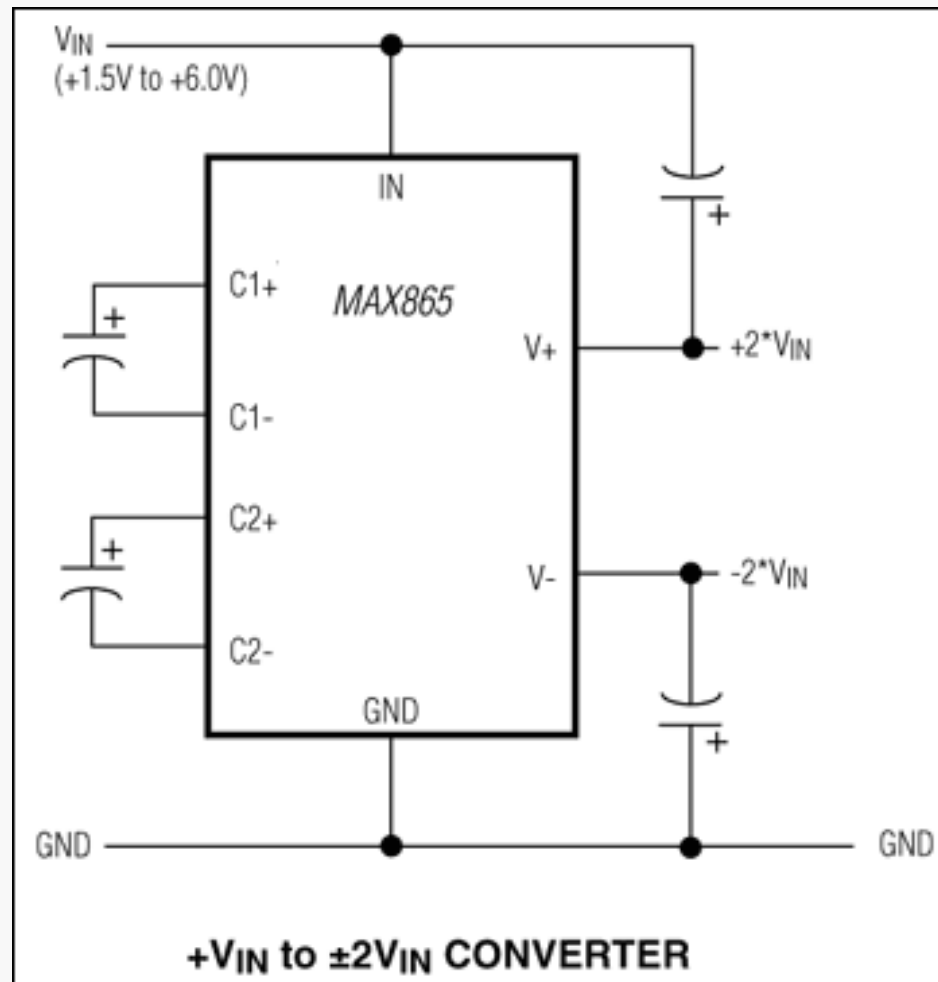 VIN
(+1.5V to +6.0V)
IN
C1+
MAX865
+
+
V+
+2*VIN
C1-
C2+
+
V-
-2*VIN
C2-
GND
+
GND
GND
+VIN to ±2VIN CONVERTER